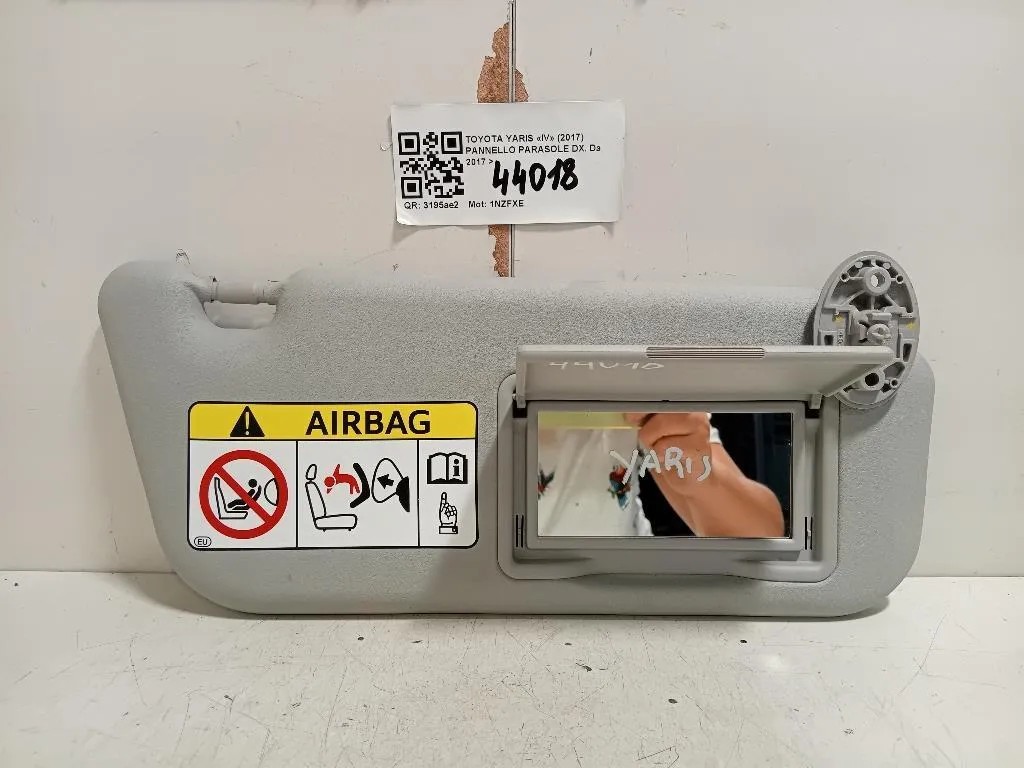 TOYOTA YARIS «IV» (2017)
PANNELLO PARASOLE DX. Da
2017 >
44018
QR: 3195ae2 Mot: 1NZFXE
44018
AIRBAG
YARIS
EU